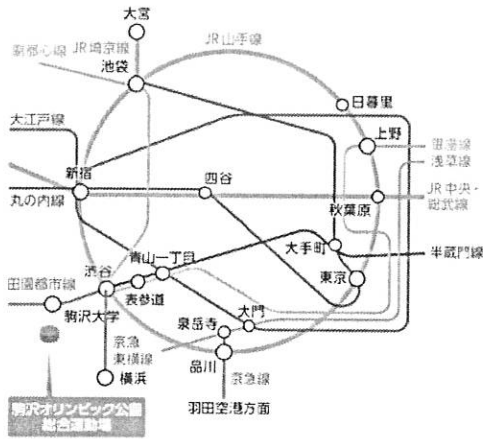 大宮
JR埼京線
JR山手線
副都心線
池袋
日暮里
大江戸線
上野
銀座線
浅草線
新宿
四谷
丸の内線
JR中央・
総武線
秋葉原
大手町
半蔵門線
青山一丁目
渋谷
東京
田園都市線
表参道
駒沢大学
大門
泉岳寺
京急
東横線
品川
横浜
京急線
羽田空港方面
駒沢オリンピック公園
総合運動場